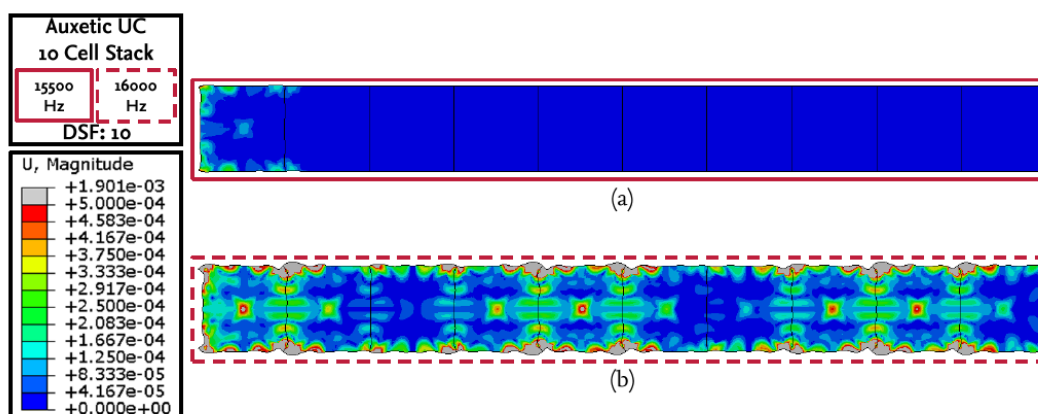 Auxetic UC
10 Cell Stack
15500 Hz
16000 Hz
DSF: 10
U, Magnitude
+1.901e-03
+5.000e-04
+4.583e-04
+4.167e-04
+3.750e-04
+3.333e-04
+2.917e-04
+2.500e-04
+2.083e-04
+1.667e-04
+1.250e-04
+8.333e-05
+4.167e-05
+0.000e+00
(a)
(b)